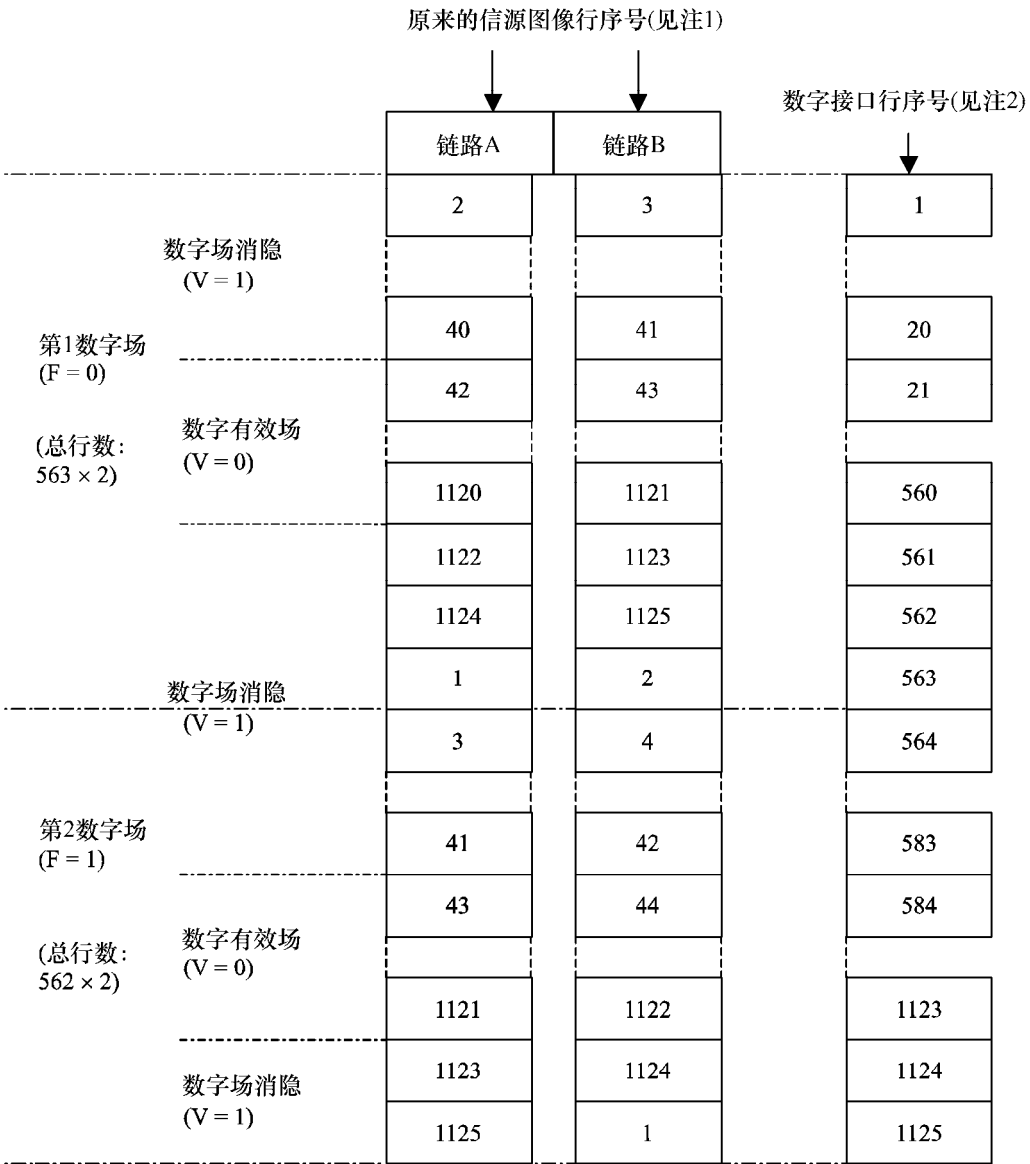 原来的信源图像行序号(见注1)
数字接口行序号(见注2)
链路A 链路B
2 3 1
数字场消隐
(V = 1)
40 41 20
第1数字场
(F = 0)
42 43 21
数字有效场
(V = 0)
(总行数:
563 × 2)
1120 1121 560
1122 1123 561
1124 1125 562
1 2 563
数字场消隐
(V = 1)
3 4 564
第2数字场
(F = 1)
41 42 583
43 44 584
数字有效场
(V = 0)
(总行数:
562 × 2)
1121 1122 1123
1123 1124 1124
数字场消隐
(V = 1)
1125 1 1125